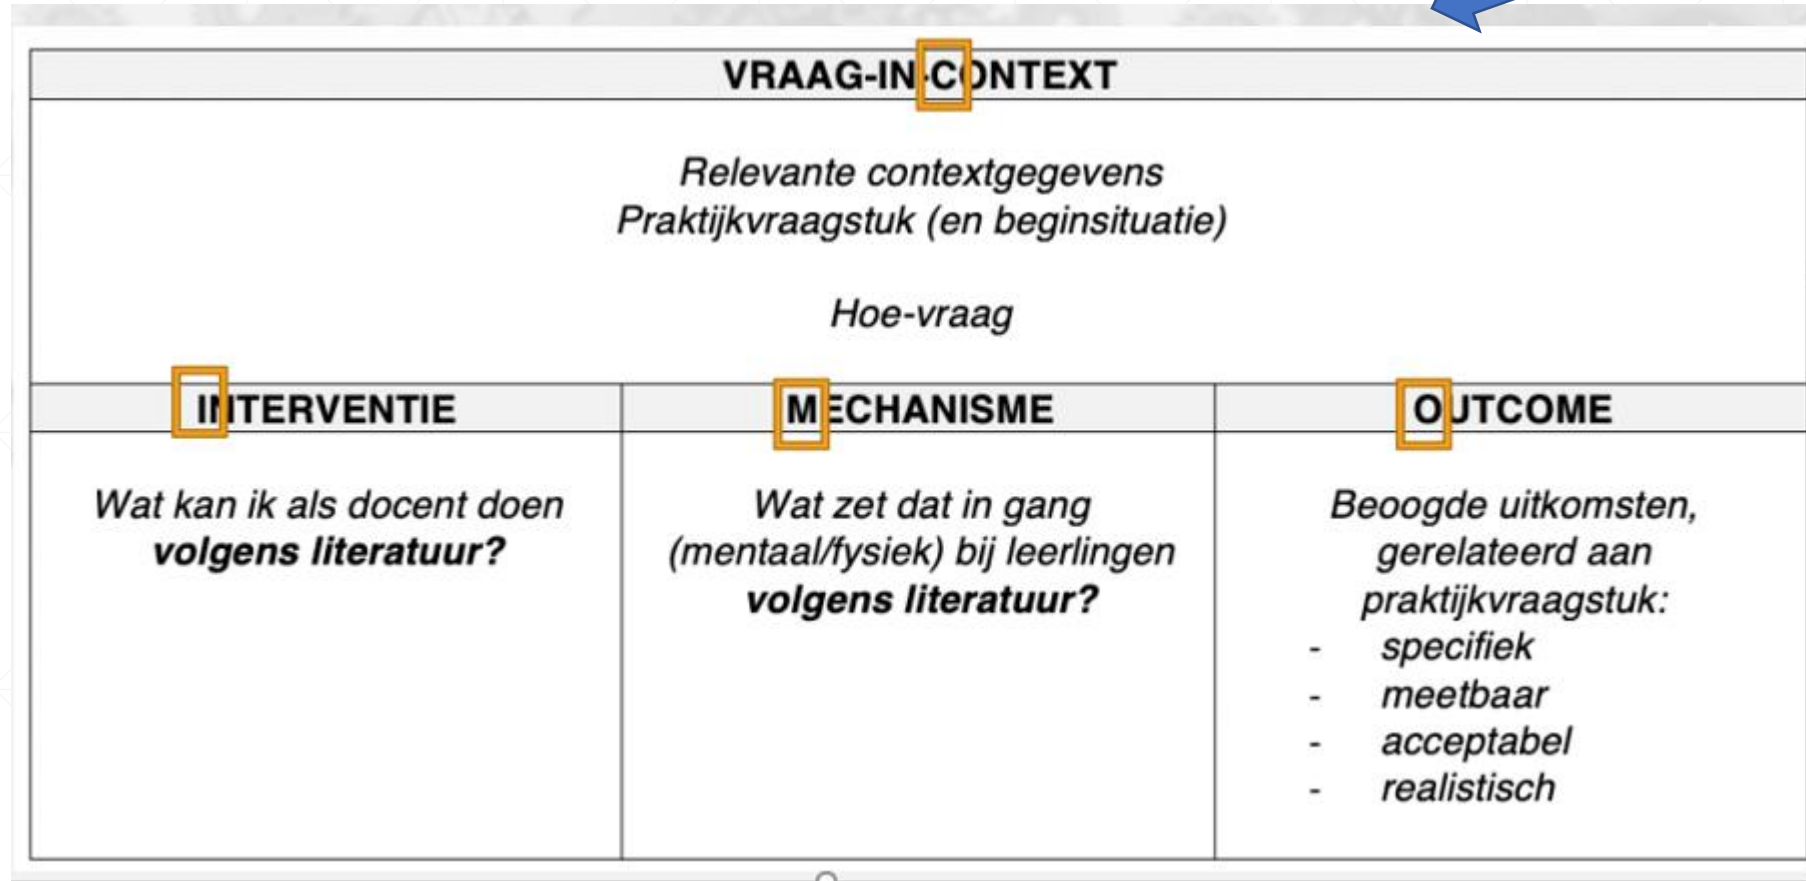 VRAAG-IN-CONTEXT
Relevante contextgegevens
Praktijkvraagstuk (en beginsituatie)
Hoe-vraag
INTERVENTIE
Wat kan ik als docent doen
volgens literatuur?
MECHANISME
Wat zet dat in gang
(mentaal/fysiek) bij leerlingen
volgens literatuur?
OUTCOME
Beoogde uitkomsten,
gerelateerd aan
praktijkvraagstuk:
- specifiek
- meetbaar
- acceptabel
- realistisch